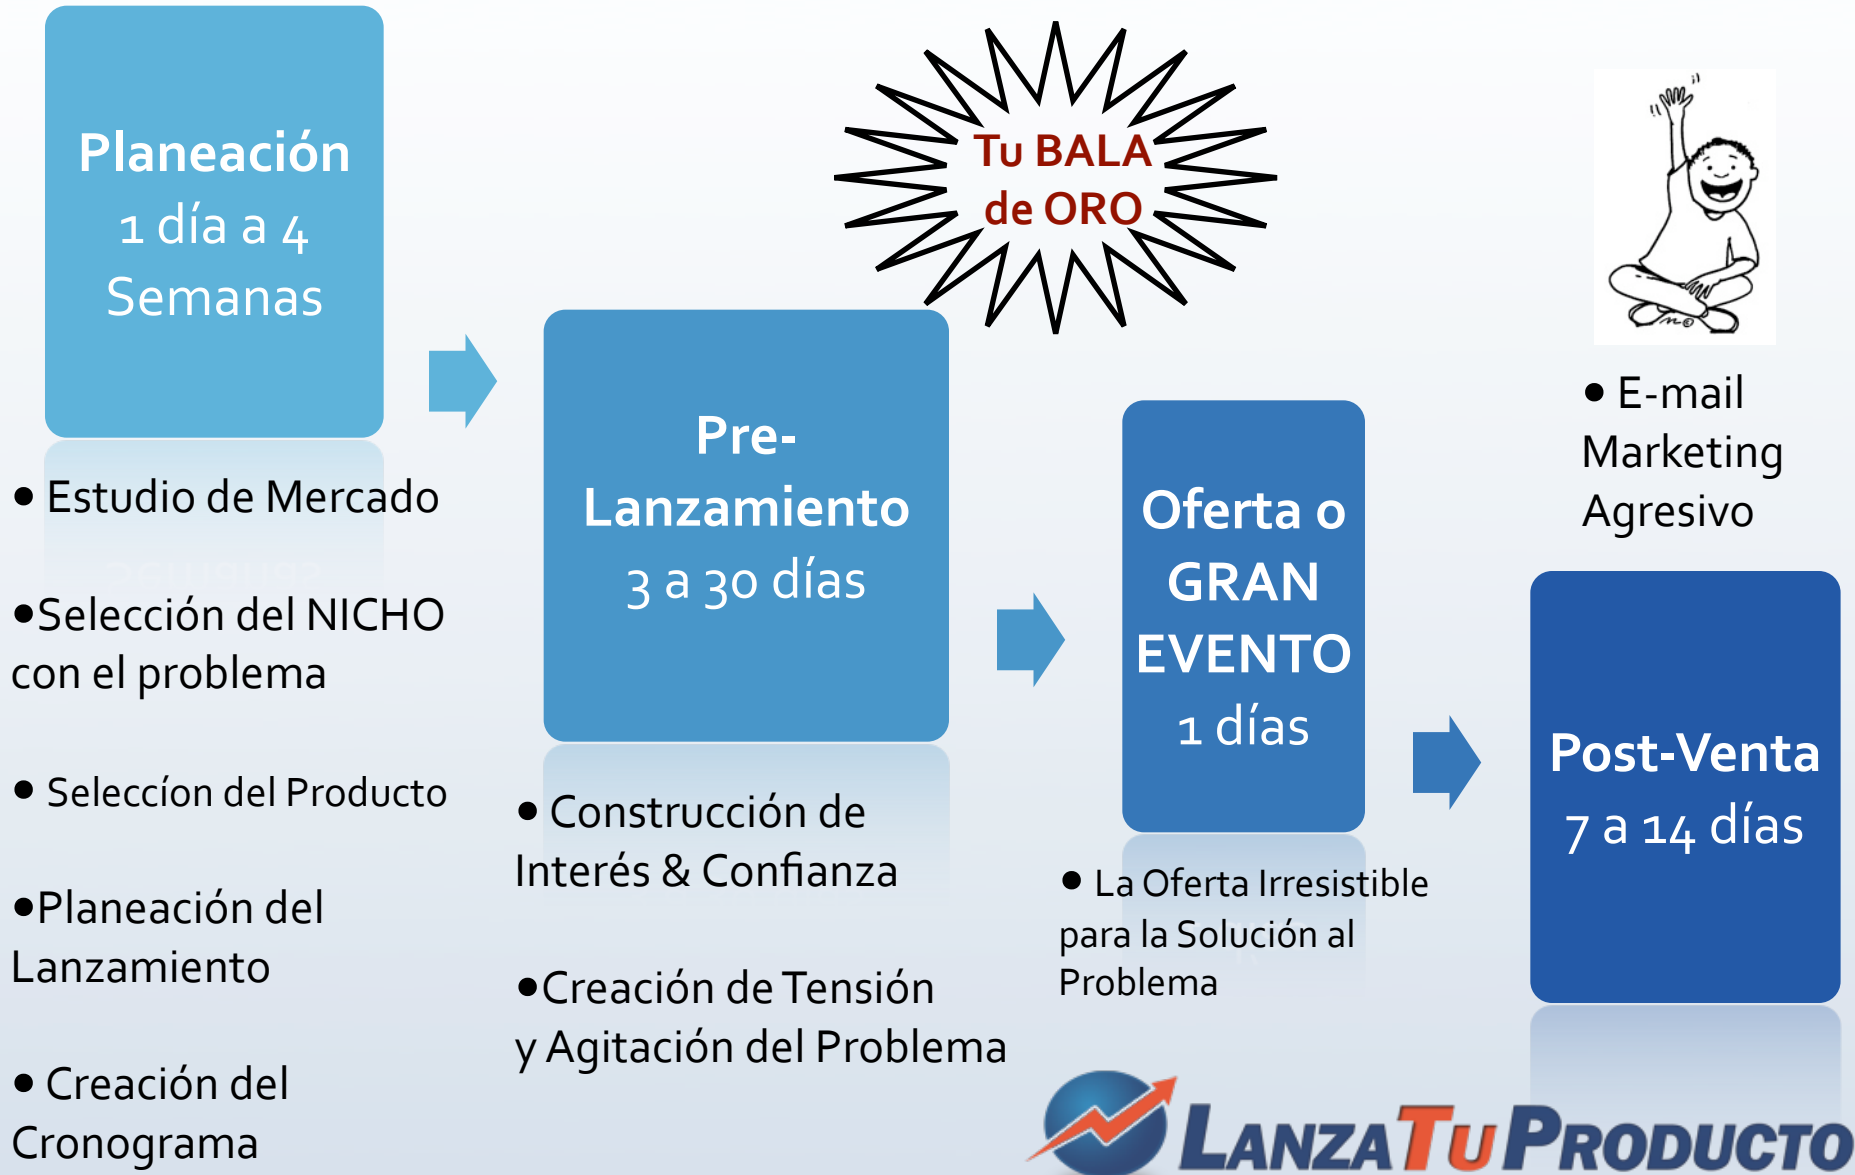 Planeación
1 día a 4
Semanas
• Estudio de Mercado
•Selección del NICHO
con el problema
• Seleccíon del Producto
•Planeación del
Lanzamiento
• Creación del
Cronograma
Tu BALA
de ORO
Pre-
Lanzamiento
3 a 30 días
• Construcción de
Interés & Confianza
•Creación de Tensión
y Agitación del Problema
Oferta o
GRAN
EVENTO
1 días
• La Oferta Irresistible
para la Solución al
Problema
• E-mail
Marketing
Agresivo
Post-Venta
7 a 14 días
LANZATUPRODUCTO